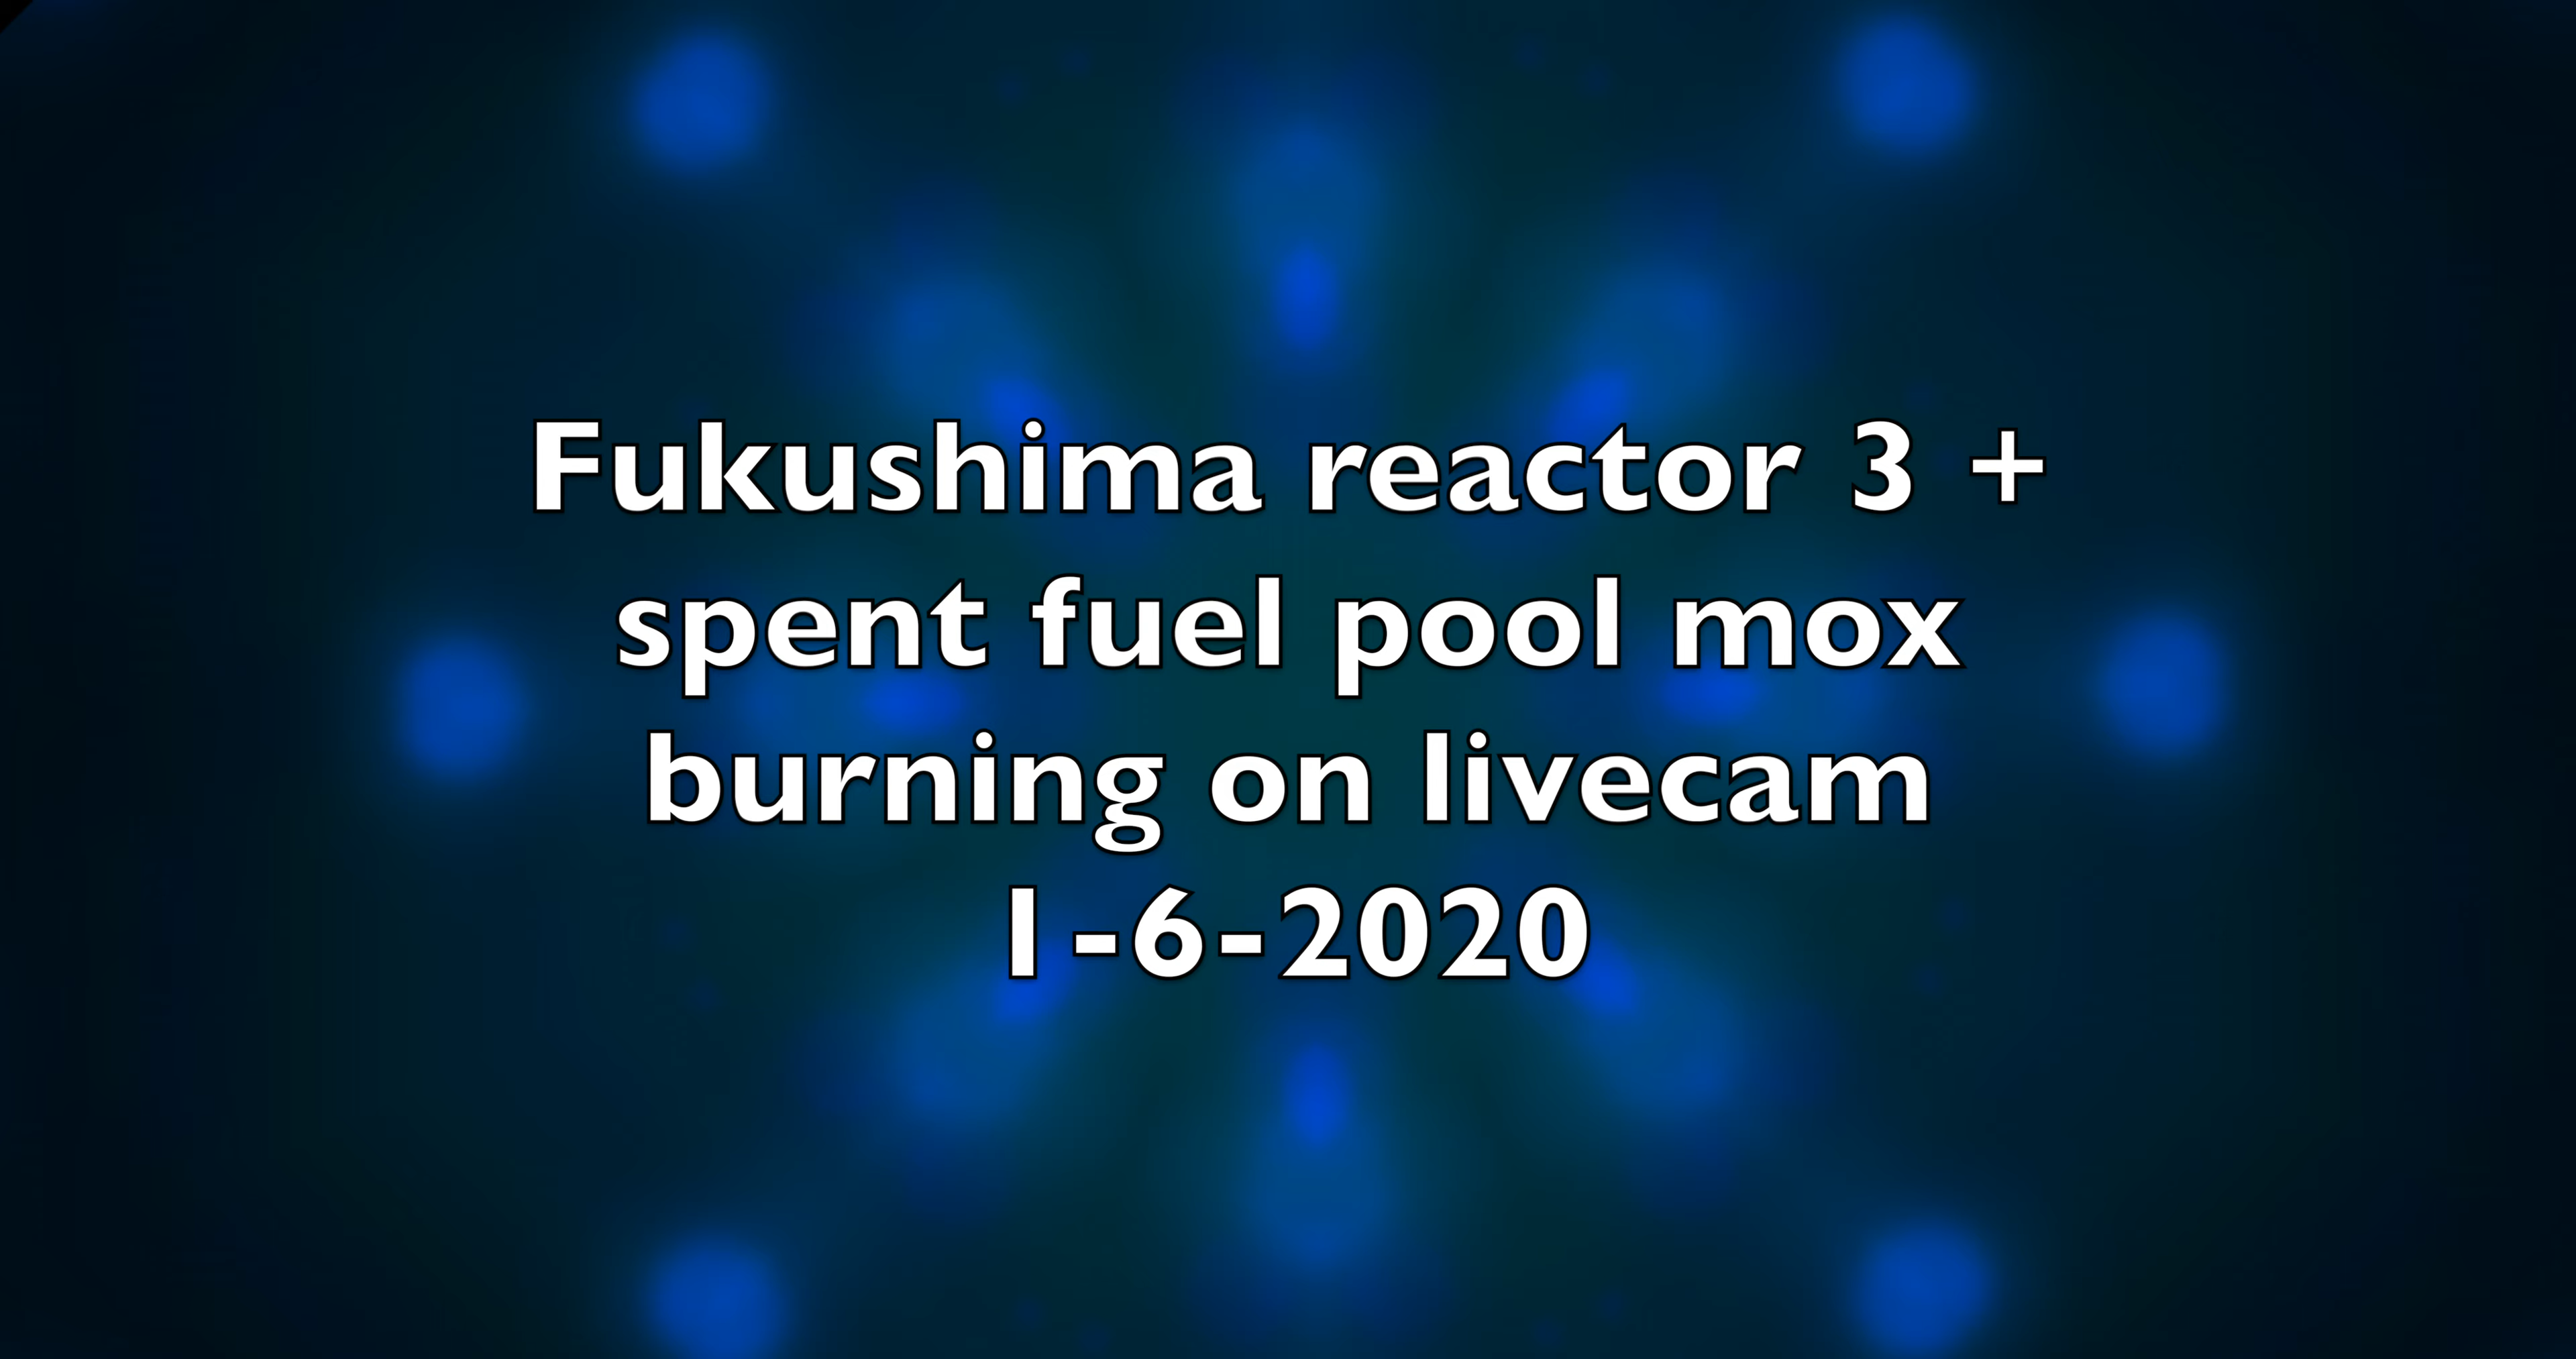 Fukushima reactor 3 +
spent fuel pool mox
burning on livecam
1-6-2020